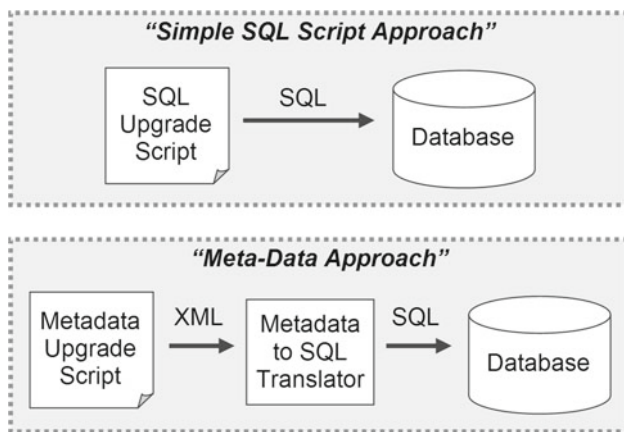 “Simple SQL Script Approach”
SQL
Upgrade
Script
SQL
Database
“Meta-Data Approach”
Metadata
Upgrade
Script
XML
Metadata
to SQL
Translator
SQL
Database